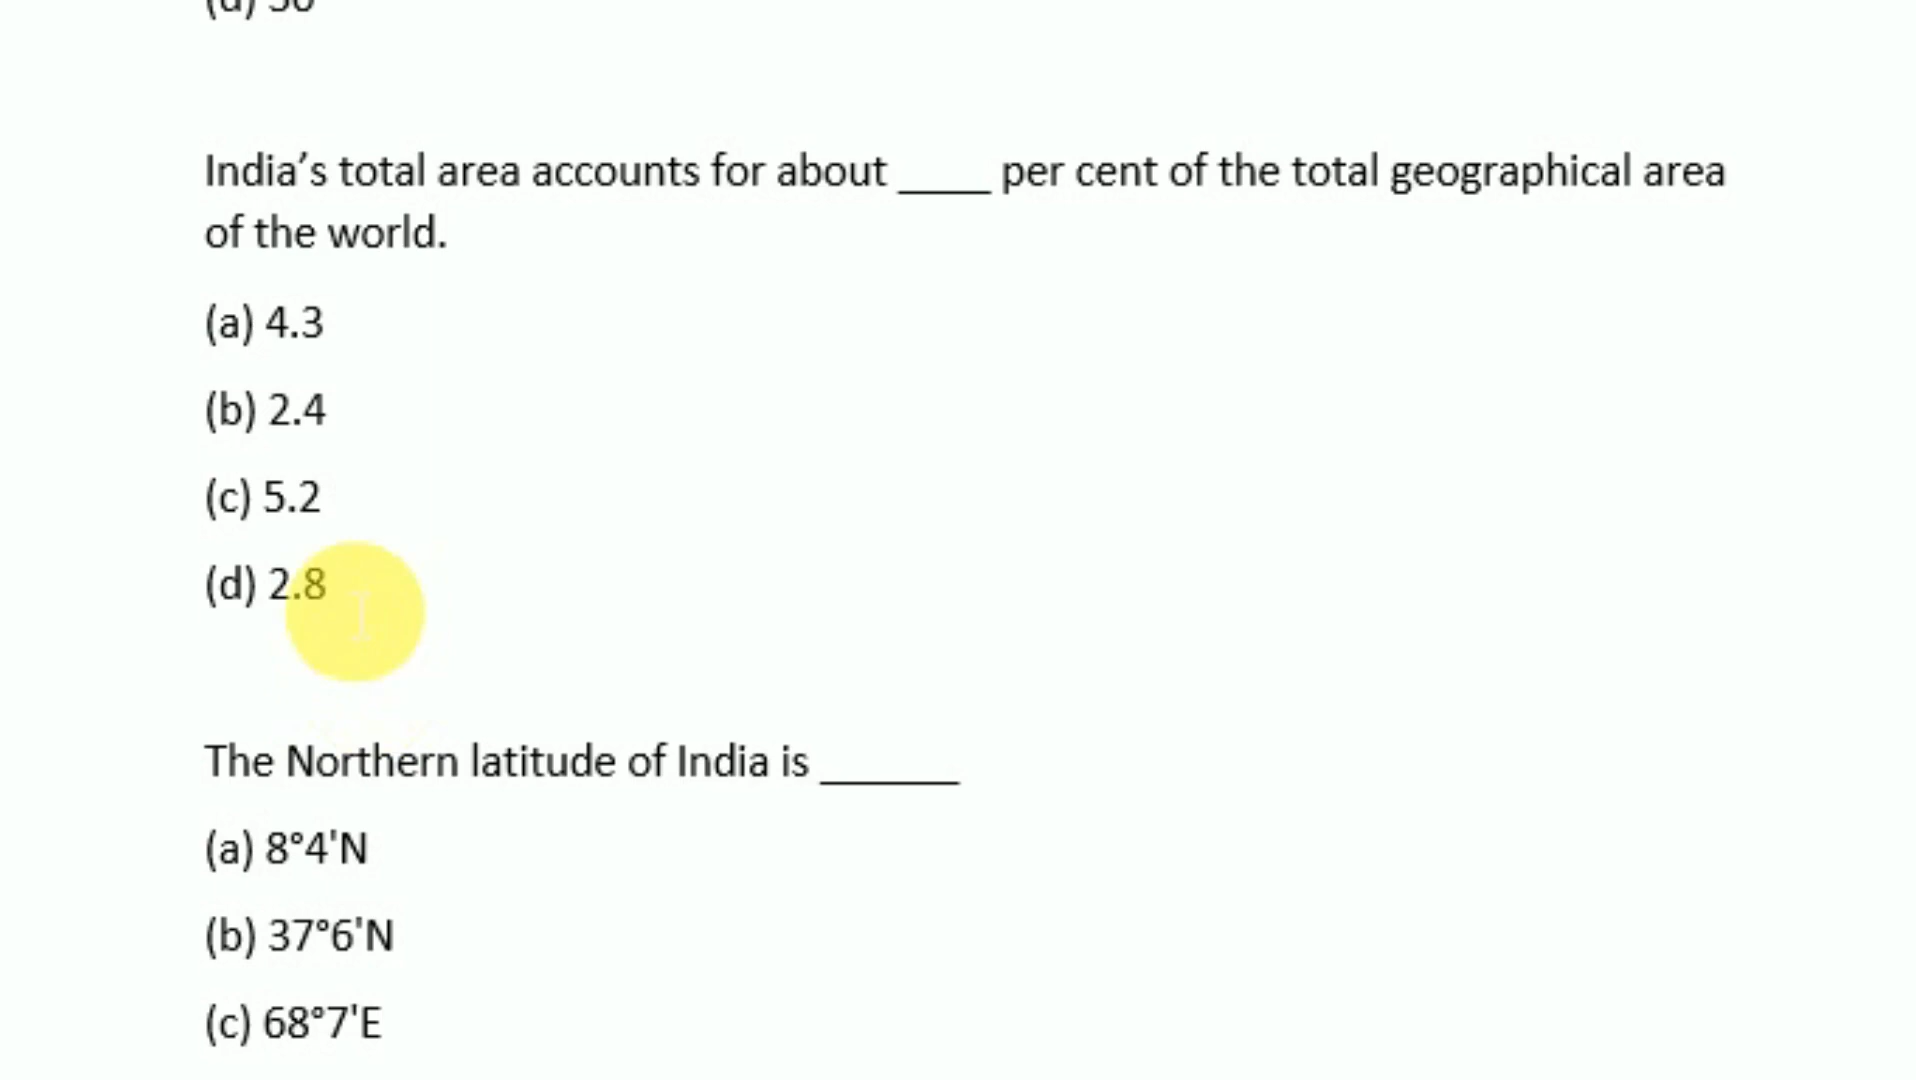 (d) 30
India’s total area accounts for about ____ per cent of the total geographical area
of the world.
(a) 4.3
(b) 2.4
(c) 5.2
(d) 2.8
The Northern latitude of India is ______
(a) 8°4'N
(b) 37°6'N
(c) 68°7'E